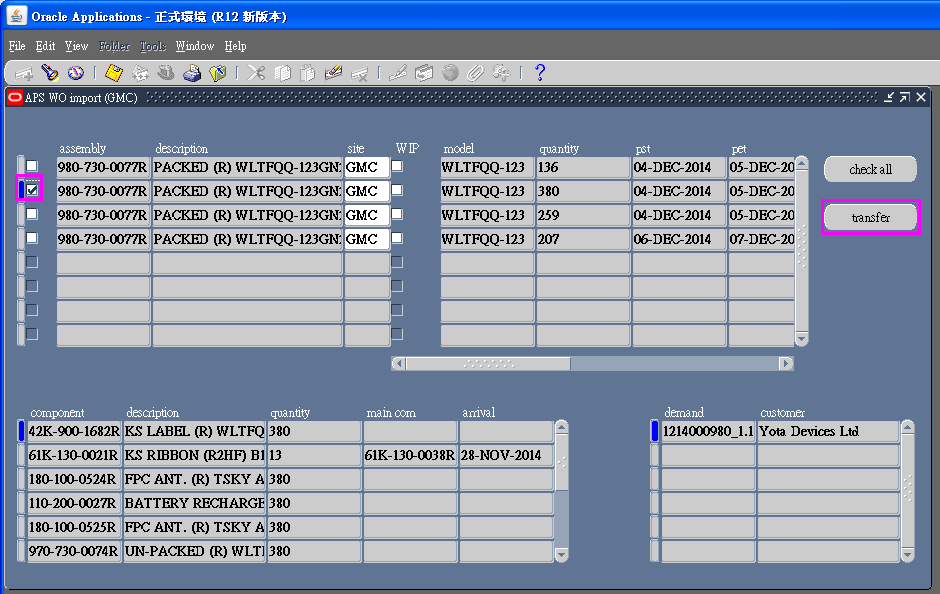 Oracle Applications - 正式環境 (R12 新版本)
File Edit View Folder Tools Window Help
APS WO import (GMC)
assembly description site WIP model quantity pst pet
980-730-0077R PACKED (R) WLTFQQ-123GN GMC WLTFQQ-123 136 04-DEC-2014 05-DEC-20
check all
980-730-0077R PACKED (R) WLTFQQ-123GN GMC WLTFQQ-123 380 04-DEC-2014 05-DEC-20
980-730-0077R PACKED (R) WLTFQQ-123GN GMC WLTFQQ-123 259 04-DEC-2014 05-DEC-20
transfer
980-730-0077R PACKED (R) WLTFQQ-123GN GMC WLTFQQ-123 207 06-DEC-2014 07-DEC-20
component description quantity main com arrival demand customer
42K-900-1682R KS LABEL (R) WLTFQ 380 1214000980_1.1 Yota Devices Ltd
61K-130-0021R KS RIBBON (R2HF) B1 13 61K-130-0038R 28-NOV-2014
180-100-0524R FPC ANT. (R) TSKY A 380
110-200-0027R BATTERY RECHARGE 380
180-100-0525R FPC ANT. (R) TSKY A 380
970-730-0074R UN-PACKED (R) WLT 380